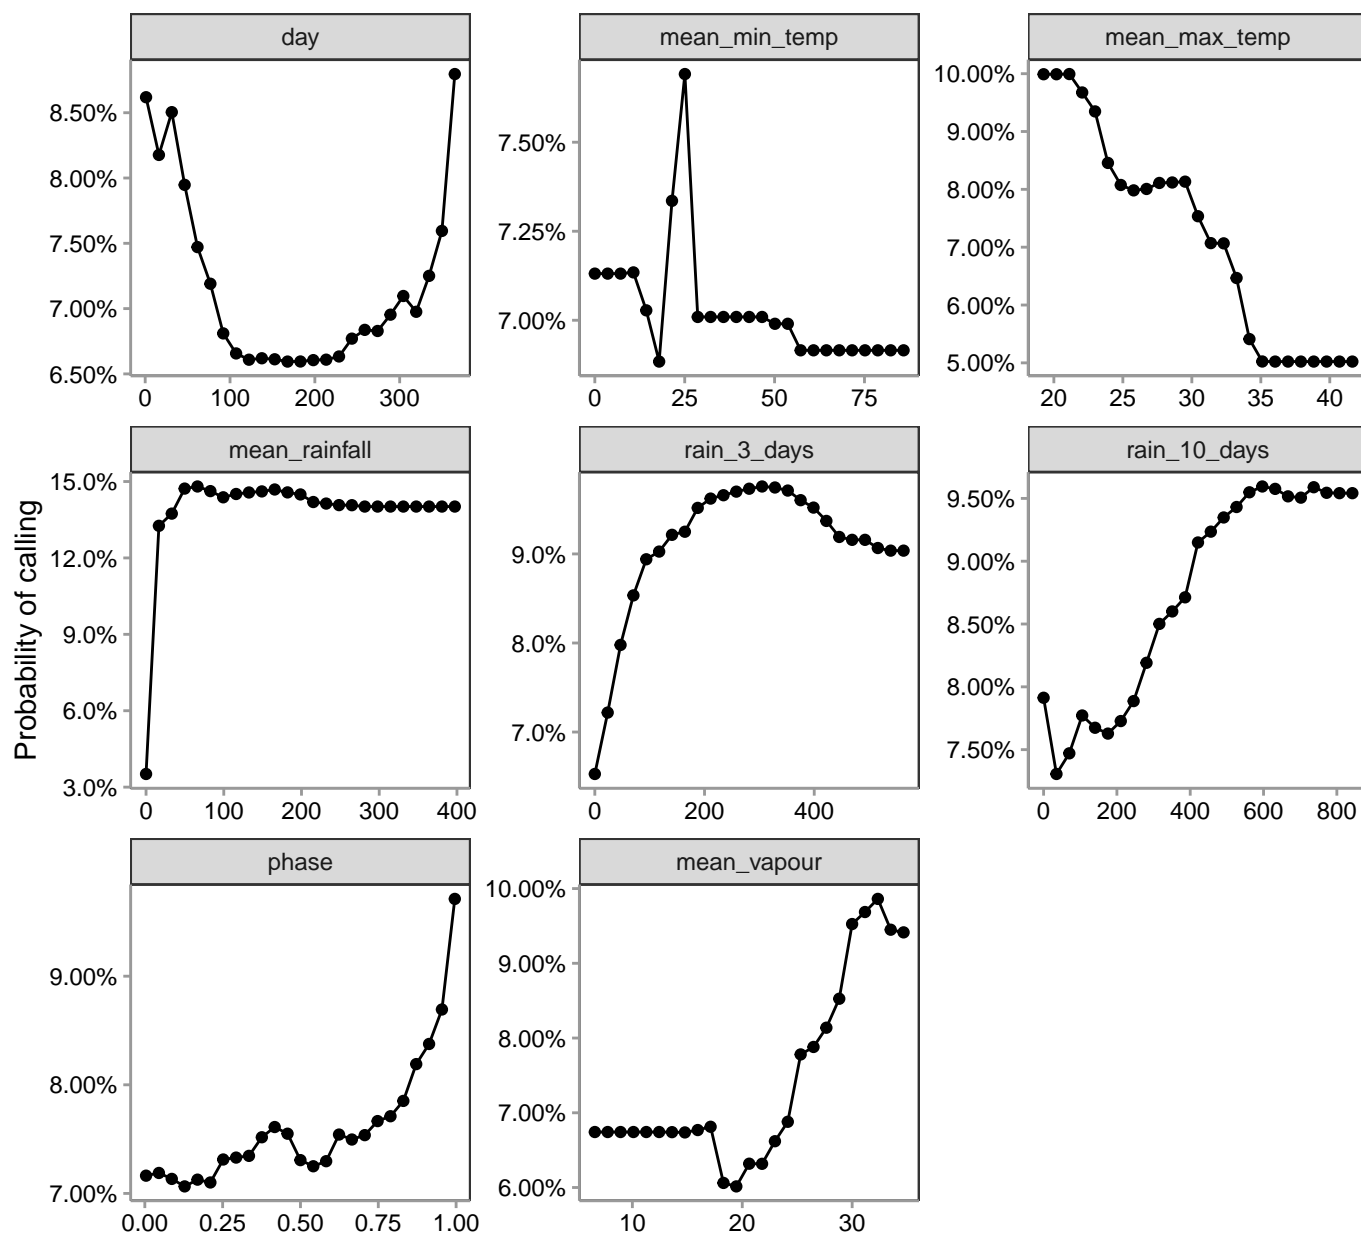 day
mean_min_temp
mean_max_temp
8.50%
8.00%
7.50%
7.00%
6.50%
0 100 200 300
7.50%
7.25%
7.00%
0 25 50 75
10.00%
9.00%
8.00%
7.00%
6.00%
5.00%
20 25 30 35 40
Probability of calling
mean_rainfall
rain_3_days
rain_10_days
15.0%
12.0%
9.0%
6.0%
3.0%
0 100 200 300 400
9.0%
8.0%
7.0%
0 200 400
9.50%
9.00%
8.50%
8.00%
7.50%
0 200 400 600 800
phase
mean_vapour
9.00%
8.00%
7.00%
0.00 0.25 0.50 0.75 1.00
10.00%
9.00%
8.00%
7.00%
6.00%
10 20 30